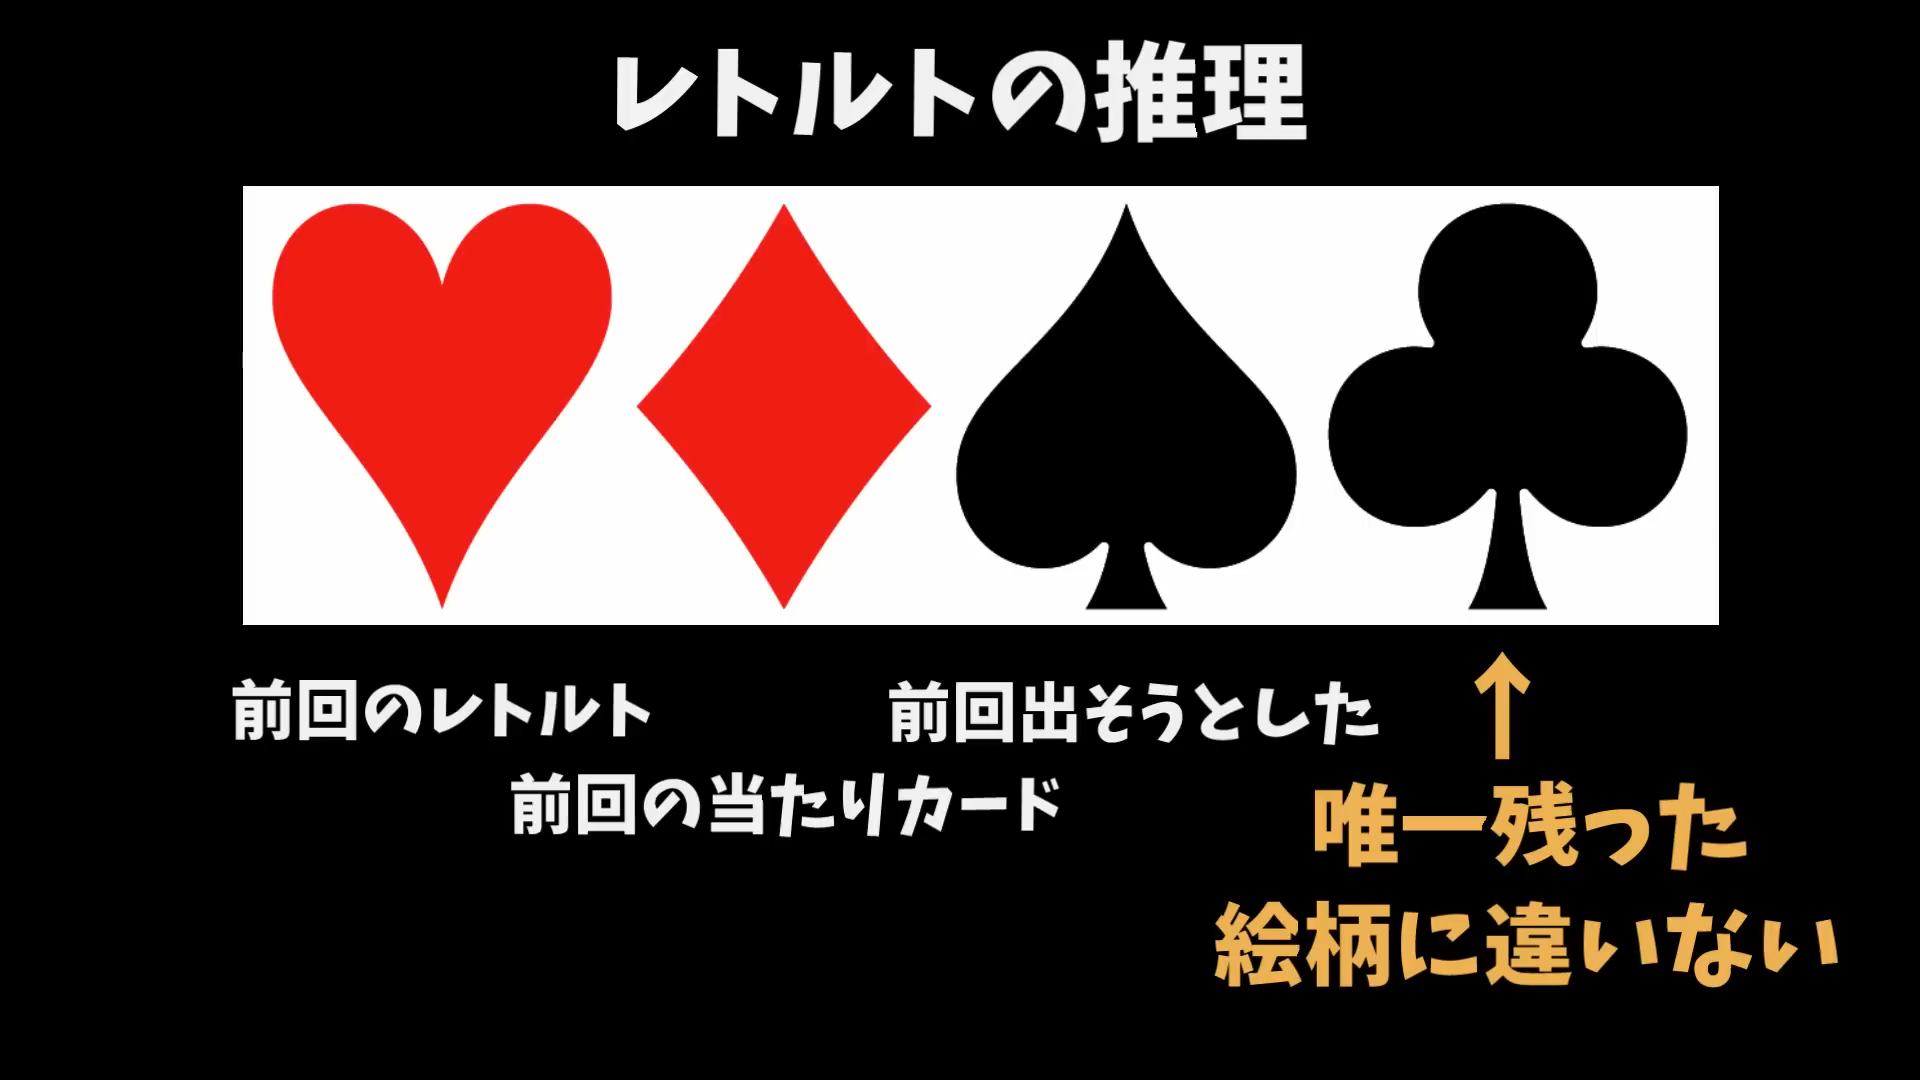 レトルトの推理
前回のレトルト
前回出そうとした
前回の当たりカード
↑
唯一残った
絵柄に違いない